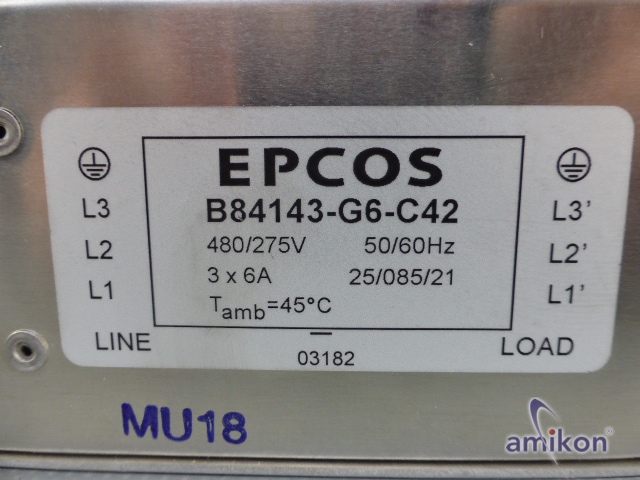 EPCOS
B84143-G6-C42
480/275V 50/60Hz
3 x 6A 25/085/21
Tamb=45°C
L3
L2
L1
LINE
L3'
L2'
L1'
LOAD
03182
MU18
amikon®